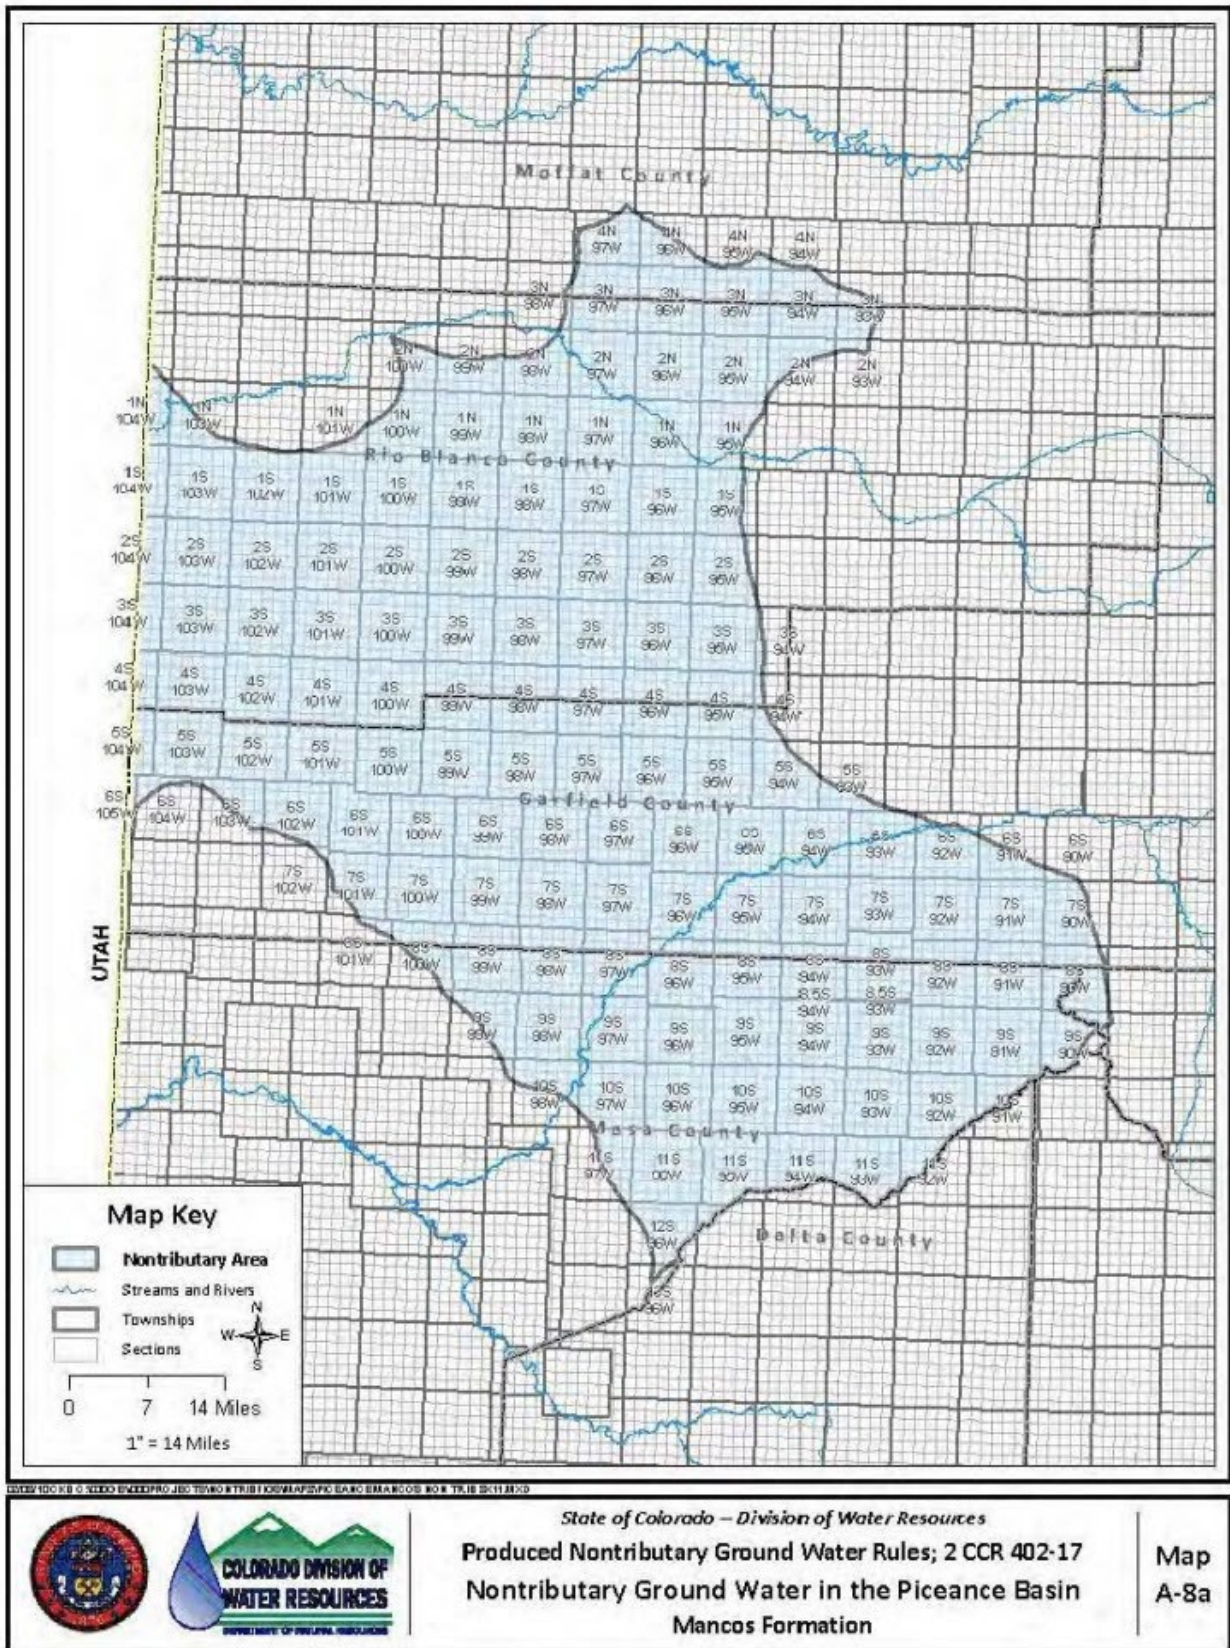 Moffat County
4N 4N 4N 4N
97W 96W 95W 94W
3N 3N 3N 3N 3N 3N
98W 97W 96W 95W 94W 93W
2N 2N 2N 2N 2N 2N 2N 2N
100W 99W 98W 97W 96W 95W 94W 93W
1N 1N 1N 1N 1N 1N 1N 1N 1N
104W 103W 101W 100W 99W 98W 97W 96W 95W
Rio Blanco County
1S 1S 1S 1S 1S 1S 1S 1S 1S
104W 103W 102W 101W 100W 99W 98W 97W 96W 95W
2S 2S 2S 2S 2S 2S 2S 2S 2S 2S
104W 103W 102W 101W 100W 99W 98W 97W 96W 95W
3S 3S 3S 3S 3S 3S 3S 3S 3S 3S 3S
104W 103W 102W 101W 100W 99W 98W 97W 96W 95W 94W
4S 4S 4S 4S 4S 4S 4S 4S 4S 4S 4S
104W 103W 102W 101W 100W 99W 98W 97W 96W 95W 94W
5S 5S 5S 5S 5S 5S 5S 5S 5S 5S 5S 5S
104W 103W 102W 101W 100W 99W 98W 97W 96W 95W 94W 93W
Garfield County
6S 6S 6S 6S 6S 6S 6S 6S 6S 6S 6S 6S 6S 6S 6S
105W 104W 103W 102W 101W 100W 99W 98W 97W 96W 95W 94W 93W 92W 91W 90W
7S 7S 7S 7S 7S 7S 7S 7S 7S 7S 7S 7S 7S
102W 101W 100W 99W 98W 97W 96W 95W 94W 93W 92W 91W 90W
UTAH
8S 8S 8S 8S 8S 8S 8S 8S 8S 8S 8S 8S
101W 100W 99W 98W 97W 96W 95W 94W 93W 92W 91W 90W
8.5S 8.5S
94W 93W
9S 9S 9S 9S 9S 9S 9S 9S 9S 9S
99W 98W 97W 96W 95W 94W 93W 92W 91W 90W
10S 10S 10S 10S 10S 10S 10S 10S
98W 97W 96W 95W 94W 93W 92W 91W
Mesa County
11S 11S 11S 11S 11S 11S
97W 95W 94W 93W 92W
12S
96W
Delta County
96W
Map Key
Nontributary Area
Streams and Rivers
Townships
Sections
N
W E
S
0 7 14 Miles
1" = 14 Miles
COLORADO DIVISION OF
WATER RESOURCES
DEPARTMENT OF NATURAL RESOURCES
State of Colorado – Division of Water Resources
Produced Nontributary Ground Water Rules; 2 CCR 402-17
Nontributary Ground Water in the Piceance Basin
Mancos Formation
Map
A-8a